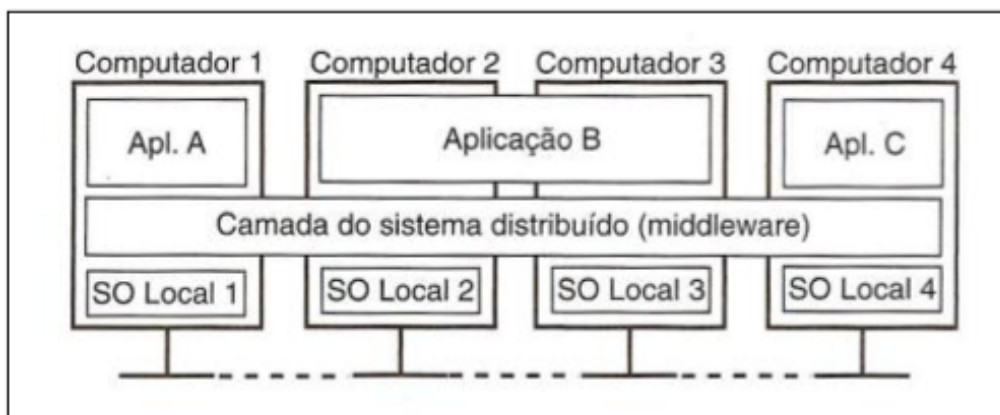 Computador 1 Computador 2 Computador 3 Computador 4
Apl. A Aplicação B Apl. C
Camada do sistema distribuído (middleware)
SO Local 1 SO Local 2 SO Local 3 SO Local 4